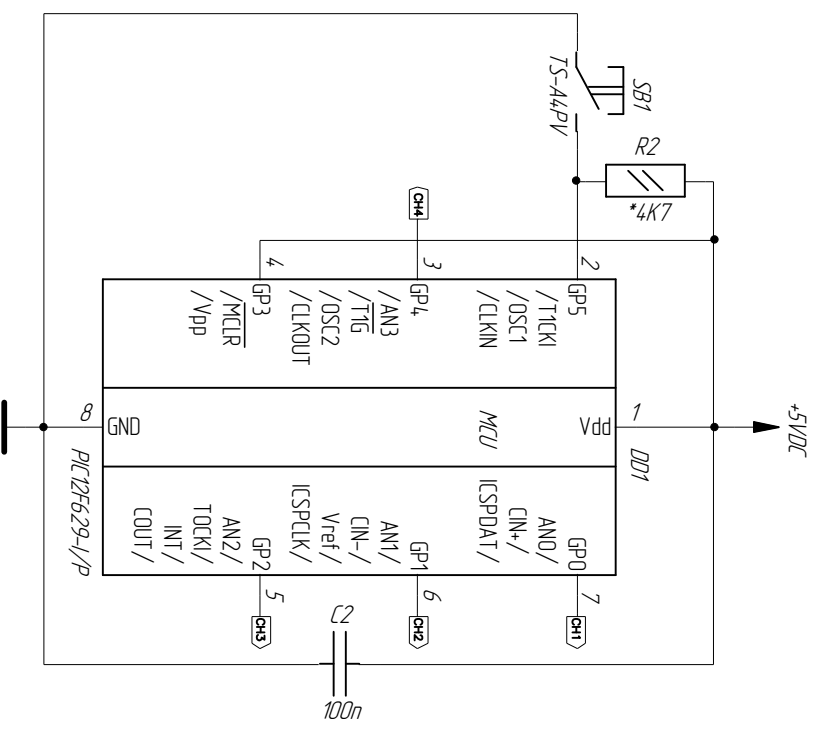 SB1
TS-A4PV
R2
*4K7
CH4
4
3
2
GP3
/MCLR
/Vpp
GP4
/AN3
/T1G
/OSC2
/CLKOUT
GP5
/T1CKI
/OSC1
/CLKIN
8
GND
MCU
Vdd
1
+5VDC
DD1
PIC12F629-I/P
GP2
AN2/
TOCKI/
INT/
COUT/
GP1
AN1/
CIN-/
Vref/
ICSPCLK/
GP0
AN0/
CIN+/
ICSPDAT/
5
6
7
CH3
CH2
CH1
C2
100n